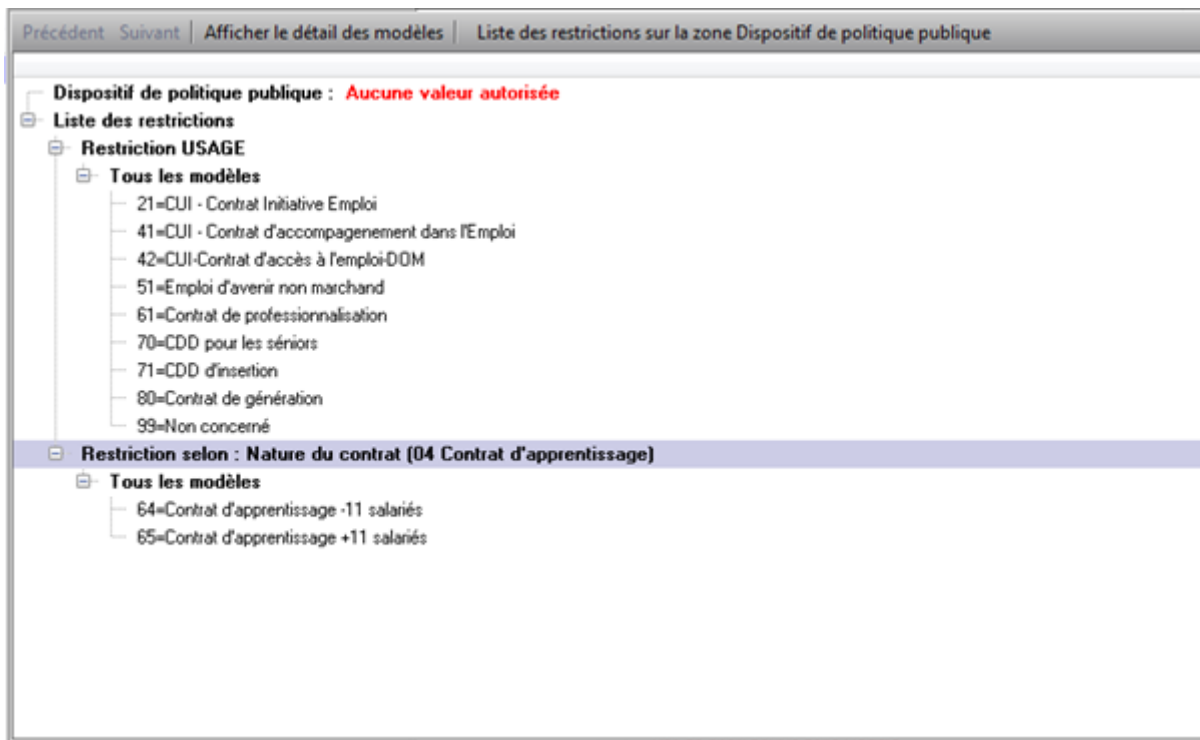 Précédent Suivant Afficher le détail des modèles Liste des restrictions sur la zone Dispositif de politique publique
Dispositif de politique publique : Aucune valeur autorisée
Liste des restrictions
Restriction USAGE
Tous les modèles
21=CUI - Contrat Initiative Emploi
41=CUI - Contrat d'accompagenement dans l'Emploi
42=CUI-Contrat d'accès à l'emploi-DOM
51=Emploi d'avenir non marchand
61=Contrat de professionnalisation
70=CDD pour les séniors
71=CDD d'insertion
80=Contrat de génération
99=Non concerné
Restriction selon : Nature du contrat (04 Contrat d'apprentissage)
Tous les modèles
64=Contrat d'apprentissage -11 salariés
65=Contrat d'apprentissage +11 salariés